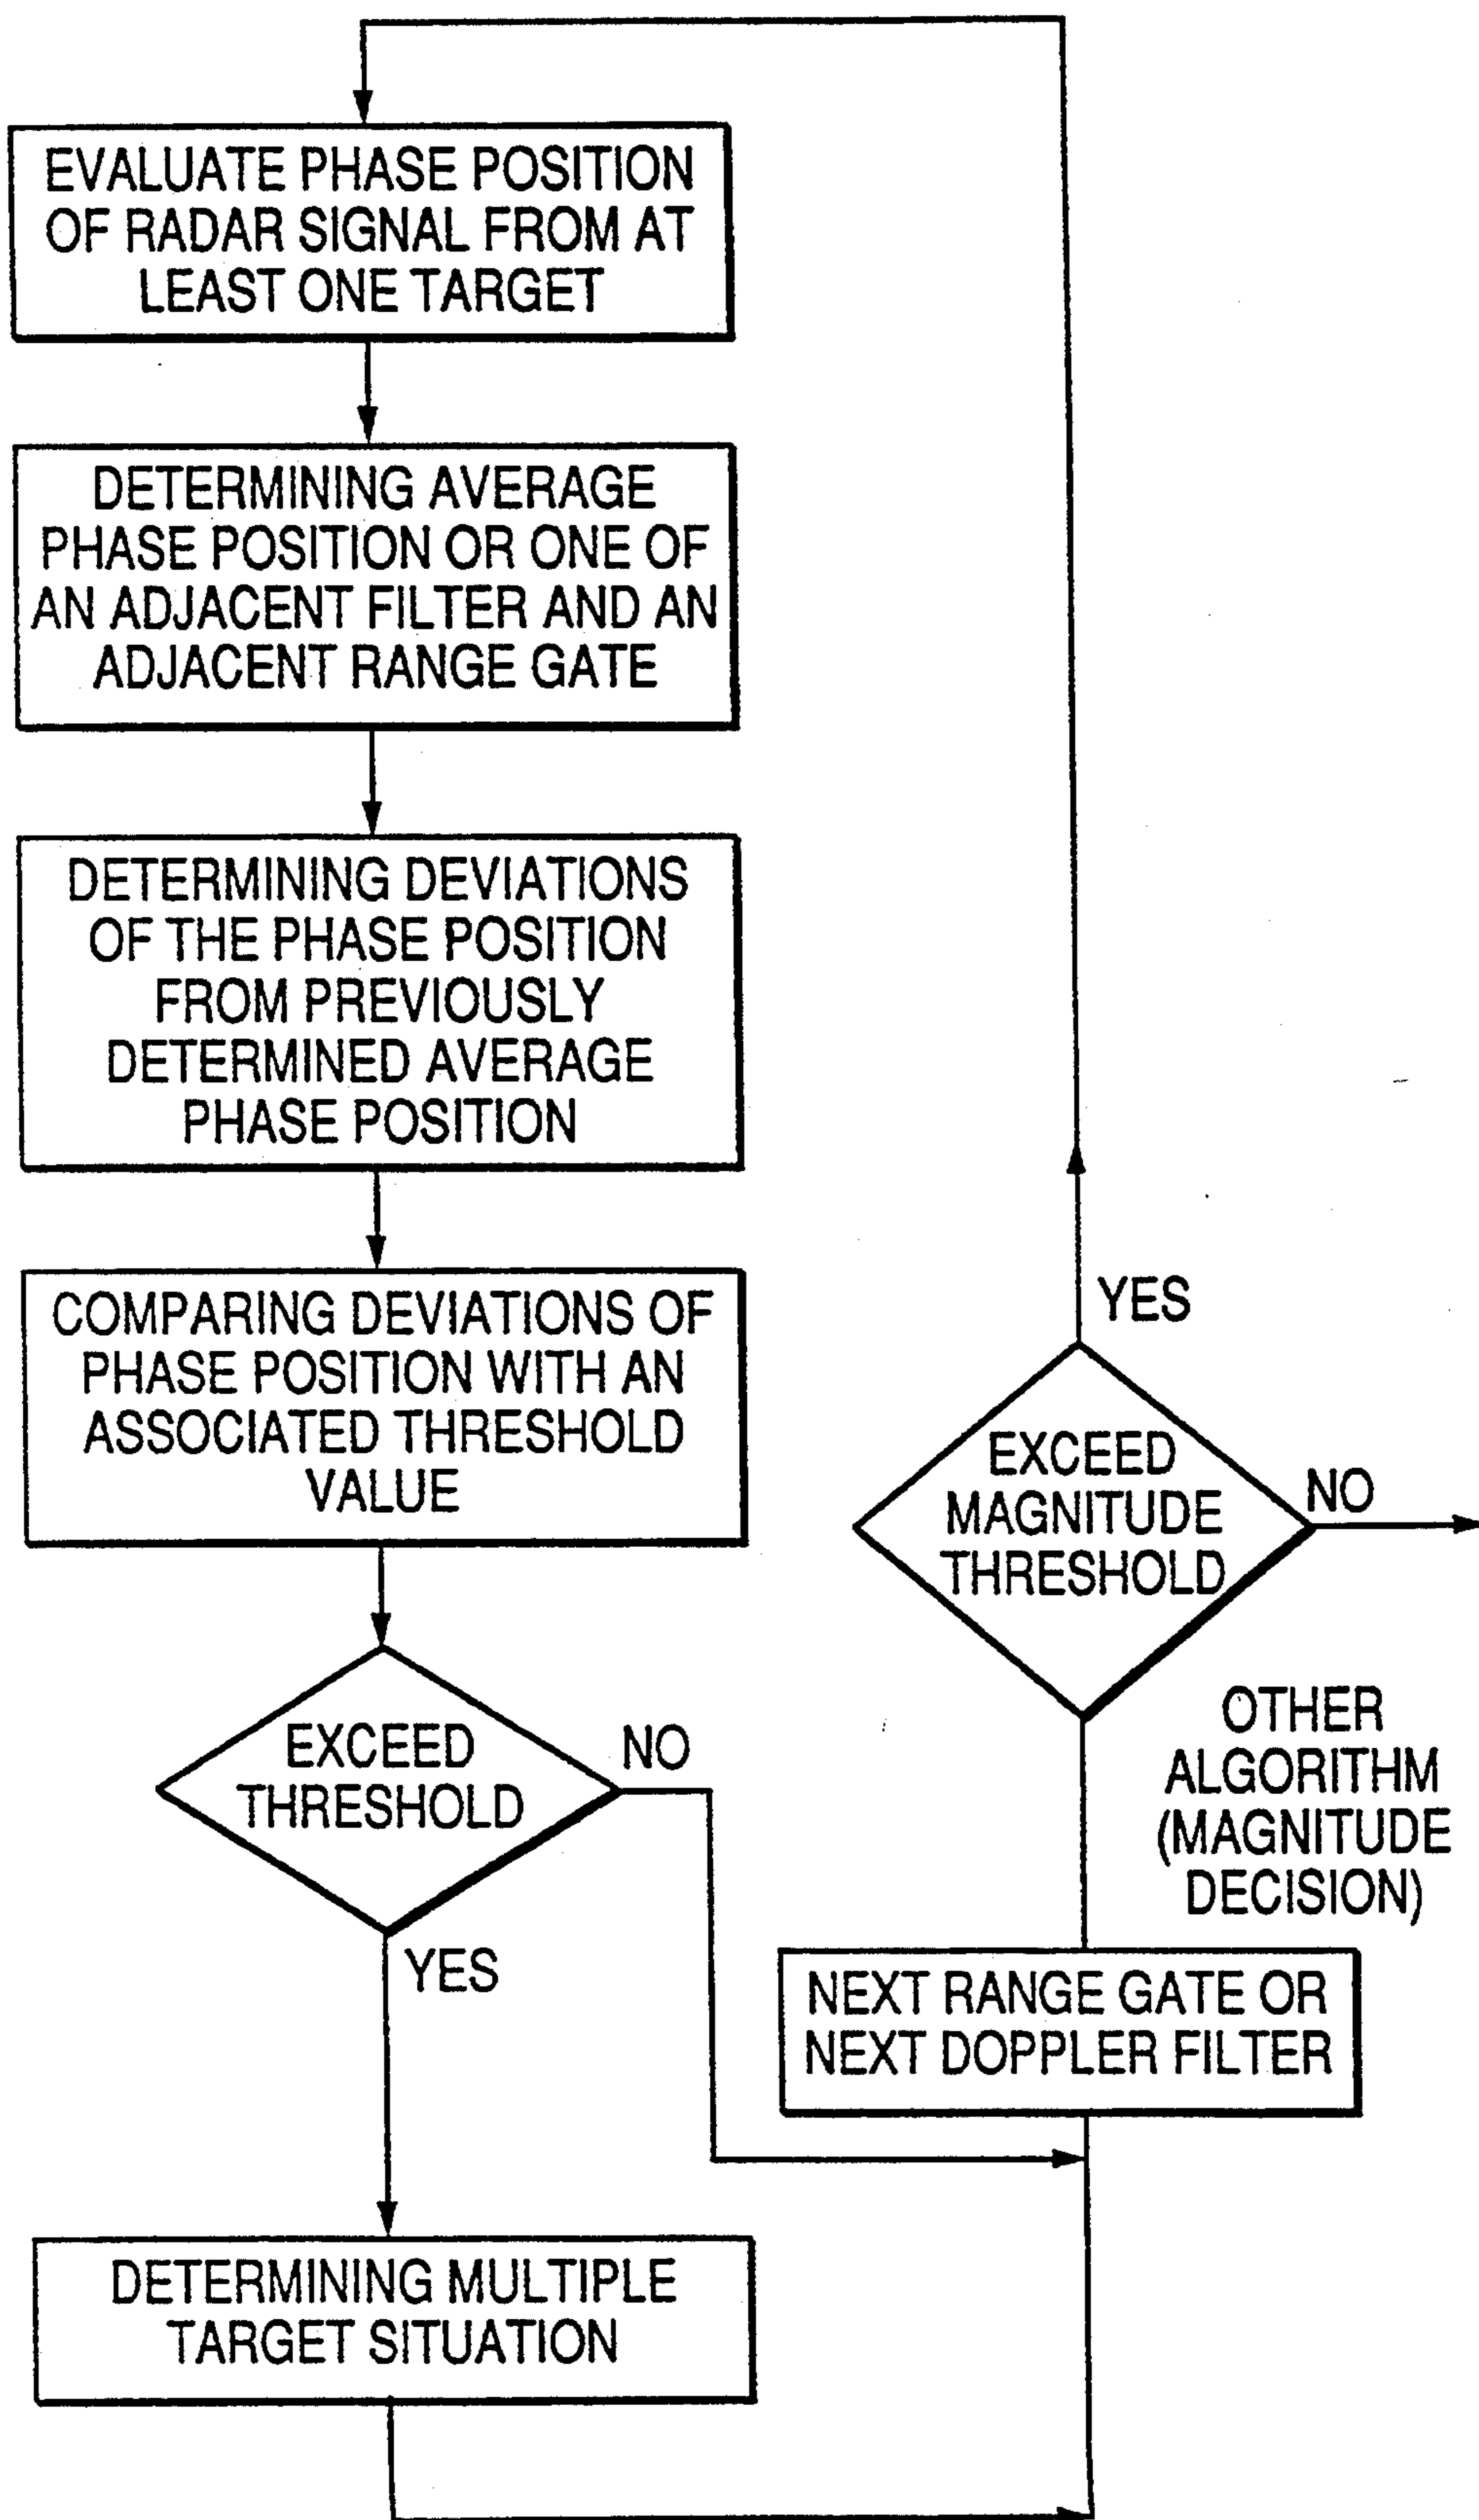 EVALUATE PHASE POSITION
OF RADAR SIGNAL FROM AT
LEAST ONE TARGET
DETERMINING AVERAGE
PHASE POSITION OR ONE OF
AN ADJACENT FILTER AND AN
ADJACENT RANGE GATE
DETERMINING DEVIATIONS
OF THE PHASE POSITION
FROM PREVIOUSLY
DETERMINED AVERAGE
PHASE POSITION
COMPARING DEVIATIONS OF
PHASE POSITION WITH AN
ASSOCIATED THRESHOLD
VALUE
EXCEED
THRESHOLD
NO
YES
DETERMINING MULTIPLE
TARGET SITUATION
YES
EXCEED
MAGNITUDE
THRESHOLD
NO
OTHER
ALGORITHM
(MAGNITUDE
DECISION)
NEXT RANGE GATE OR
NEXT DOPPLER FILTER